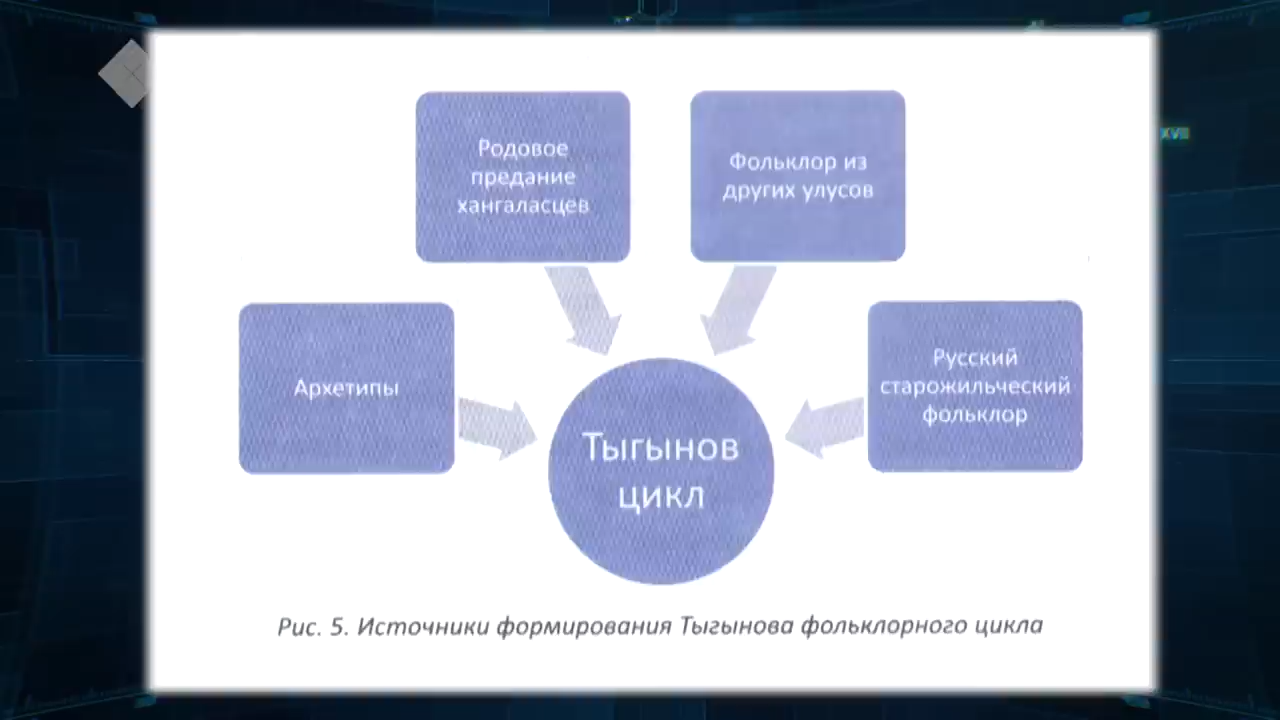 Родовое
предание
хангаласцев
Фольклор из
других улусов
XVII
Архетипы
Русский
старожильческий
фольклор
Тыгынов
цикл
Рис. 5. Источники формирования Тыгынова фольклорного цикла